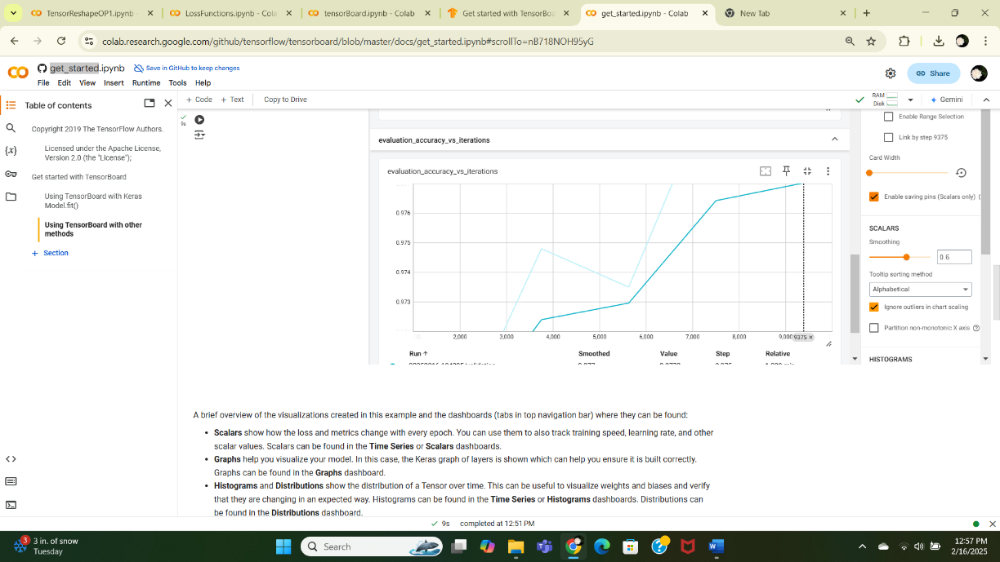 TensorReshapeOP1.ipynb -
LossFunctions.ipynb - Colab
tensorBoard.ipynb - Colab
Get started with TensorBoa
get_started.ipynb - Colab
New Tab
colab.research.google.com/github/tensorflow/tensorboard/blob/master/docs/get_started.ipynb#scrollTo=nB718NOH95yG
get_started.ipynb
Save in GitHub to keep changes
File Edit View Insert Runtime Tools Help
Share
+ Code + Text Copy to Drive
RAM
Disk
Gemini
Table of contents
Copyright 2019 The TensorFlow Authors.
Licensed under the Apache License,
Version 2.0 (the "License");
Get started with TensorBoard
Using TensorBoard with Keras
Model.fit()
Using TensorBoard with other
methods
+ Section
9s
evaluation_accuracy_vs_iterations
evaluation_accuracy_vs_iterations
0.976
0.975
0.974
0.973
2,000 3,000 4,000 5,000 6,000 7,000 8,000 9,000 9375
Run Smoothed Value Step Relative
Enable Range Selection
Link by step 9375
Card Width
Enable saving pins (Scalars only) (
SCALARS
Smoothing
0.6
Tooltip sorting method
Alphabetical
Ignore outliers in chart scaling
Partition non-monotonic X axis
HISTOGRAMS
A brief overview of the visualizations created in this example and the dashboards (tabs in top navigation bar) where they can be found:
• Scalars show how the loss and metrics change with every epoch. You can use them to also track training speed, learning rate, and other
scalar values. Scalars can be found in the Time Series or Scalars dashboards.
• Graphs help you visualize your model. In this case, the Keras graph of layers is shown which can help you ensure it is built correctly.
Graphs can be found in the Graphs dashboard.
• Histograms and Distributions show the distribution of a Tensor over time. This can be useful to visualize weights and biases and verify
that they are changing in an expected way. Histograms can be found in the Time Series or Histograms dashboards. Distributions can
be found in the Distributions dashboard.
9s completed at 12:51 PM
3
3 in. of snow
Tuesday
Search
12:57 PM
2/16/2025